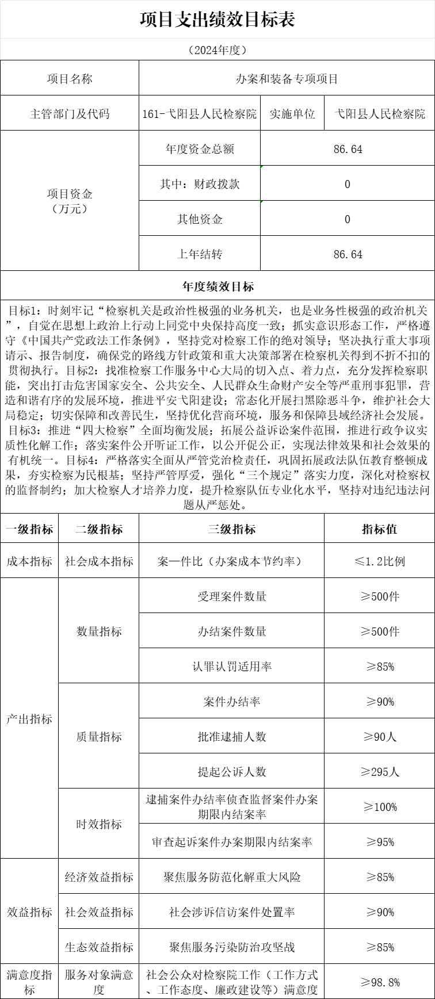 项目支出绩效目标表
（2024年度）
项目名称
办案和装备专项项目
主管部门及代码
161-弋阳县人民检察院
实施单位
弋阳县人民检察院
项目资金
（万元）
年度资金总额
86.64
其中：财政拨款
0
其他资金
0
上年结转
86.64
年度绩效目标
目标1：时刻牢记“检察机关是政治性极强的业务机关，也是业务性极强的政治机关
”，自觉在思想上政治上行动上同党中央保持高度一致；抓实意识形态工作，严格遵
守《中国共产党政法工作条例》，坚持党对检察工作的绝对领导；坚决执行重大事项
请示、报告制度，确保党的路线方针政策和重大决策部署在检察机关得到不折不扣的
贯彻执行。目标2：找准检察工作服务中心大局的切入点、着力点，充分发挥检察职
能，突出打击危害国家安全、公共安全、人民群众生命财产安全等严重刑事犯罪，营
造和谐有序的发展环境，推进平安弋阳建设；常态化开展扫黑除恶斗争，维护社会大
局稳定；切实保障和改善民生，坚持优化营商环境，服务和保障县域经济社会发展。
目标3：推进“四大检察”全面均衡发展；拓展公益诉讼案件范围，推进行政争议实
质性化解工作；落实案件公开听证工作，以公开促公正，实现法律效果和社会效果的
有机统一。目标4：严格落实全面从严管党治检责任，巩固拓展政法队伍教育整顿成
果，夯实检察为民根基；坚持严管厚爱，强化“三个规定”落实力度，深化对检察权
的监督制约；加大检察人才培养力度，提升检察队伍专业化水平，坚持对违纪违法问
题从严惩处。
一级指标
二级指标
三级指标
指标值
成本指标
社会成本指标
案—件比（办案成本节约率）
≤1.2比例
产出指标
数量指标
受理案件数量
≥500件
办结案件数量
≥500件
认罪认罚适用率
≥85%
质量指标
案件办结率
≥90%
批准逮捕人数
≥90人
提起公诉人数
≥295人
时效指标
逮捕案件办结率侦查监督案件办案
期限内结案率
≥100%
审查起诉案件办案期限内结案率
≥95%
效益指标
经济效益指标
聚焦服务防范化解重大风险
≥85%
社会效益指标
社会涉诉信访案件处置率
≥90%
生态效益指标
聚焦服务污染防治攻坚战
≥85%
满意度指
标
服务对象满意
度
社会公众对检察院工作（工作方式
、工作态度、廉政建设等）满意度
≥98.8%